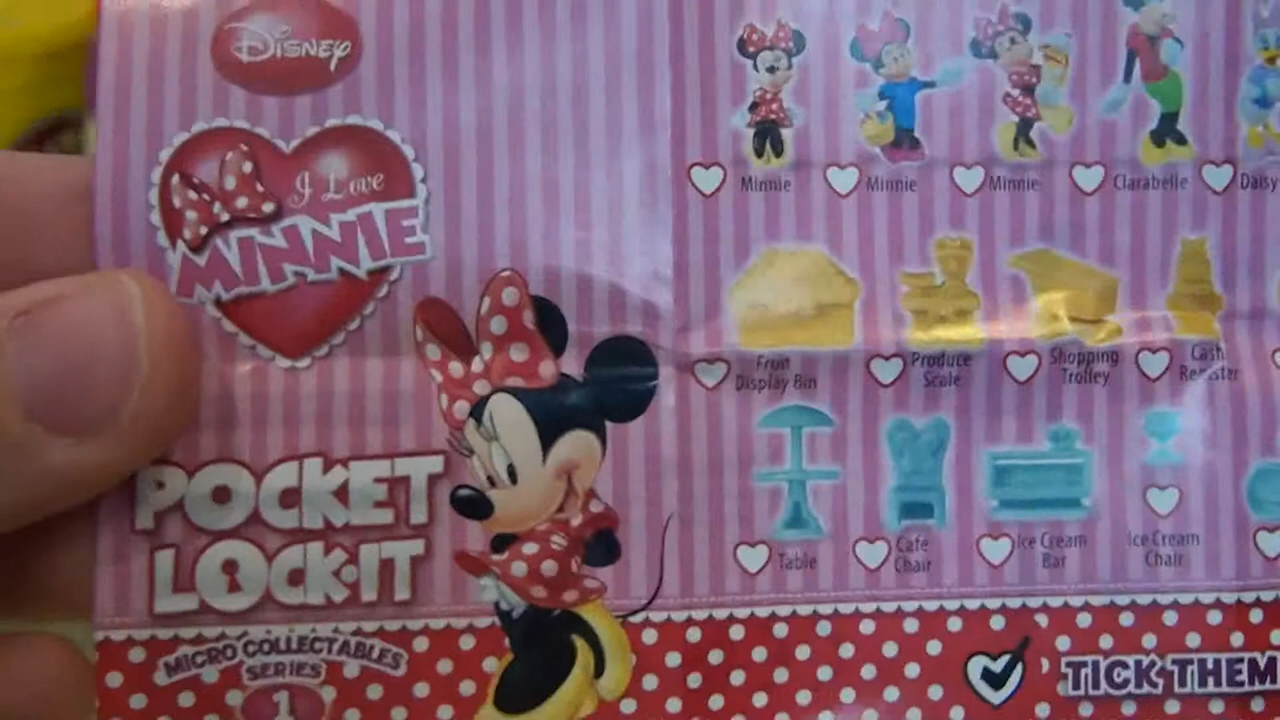 Disney
I Love
MINNIE
POCKET
LOCK·IT
MICRO COLLECTABLES
SERIES
1
Minnie
Minnie
Minnie
Clarabelle
Daisy
Fruit
Display Bin
Produce
Scale
Shopping
Trolley
Cash
Register
Table
Cafe
Chair
Ice Cream
Bar
Ice Cream
Chair
TICK THEM